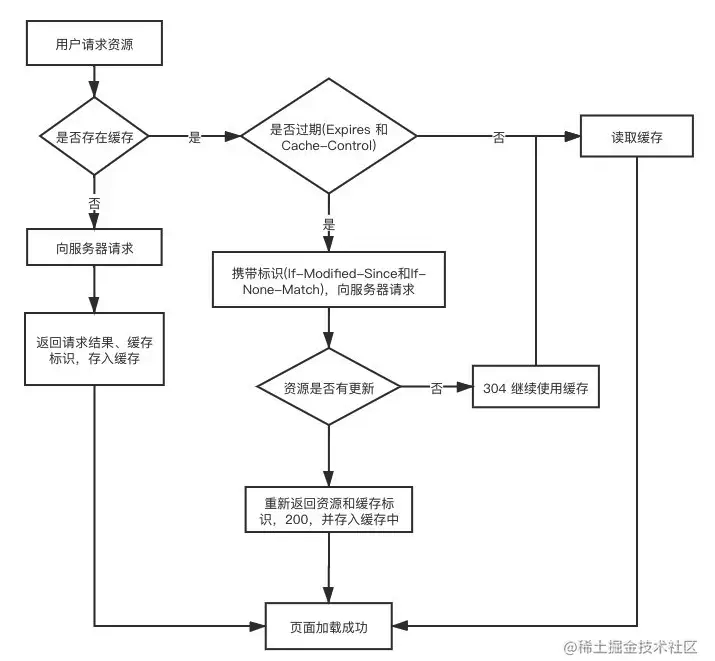 用户请求资源
是否存在缓存
是
是否过期(Expires 和
Cache-Control)
否
读取缓存
否
是
向服务器请求
携带标识(If-Modified-Since和If-
None-Match)，向服务器请求
返回请求结果、缓存
标识，存入缓存
资源是否有更新
否
304 继续使用缓存
重新返回资源和缓存标
识，200，并存入缓存中
页面加载成功
@稀土掘金技术社区